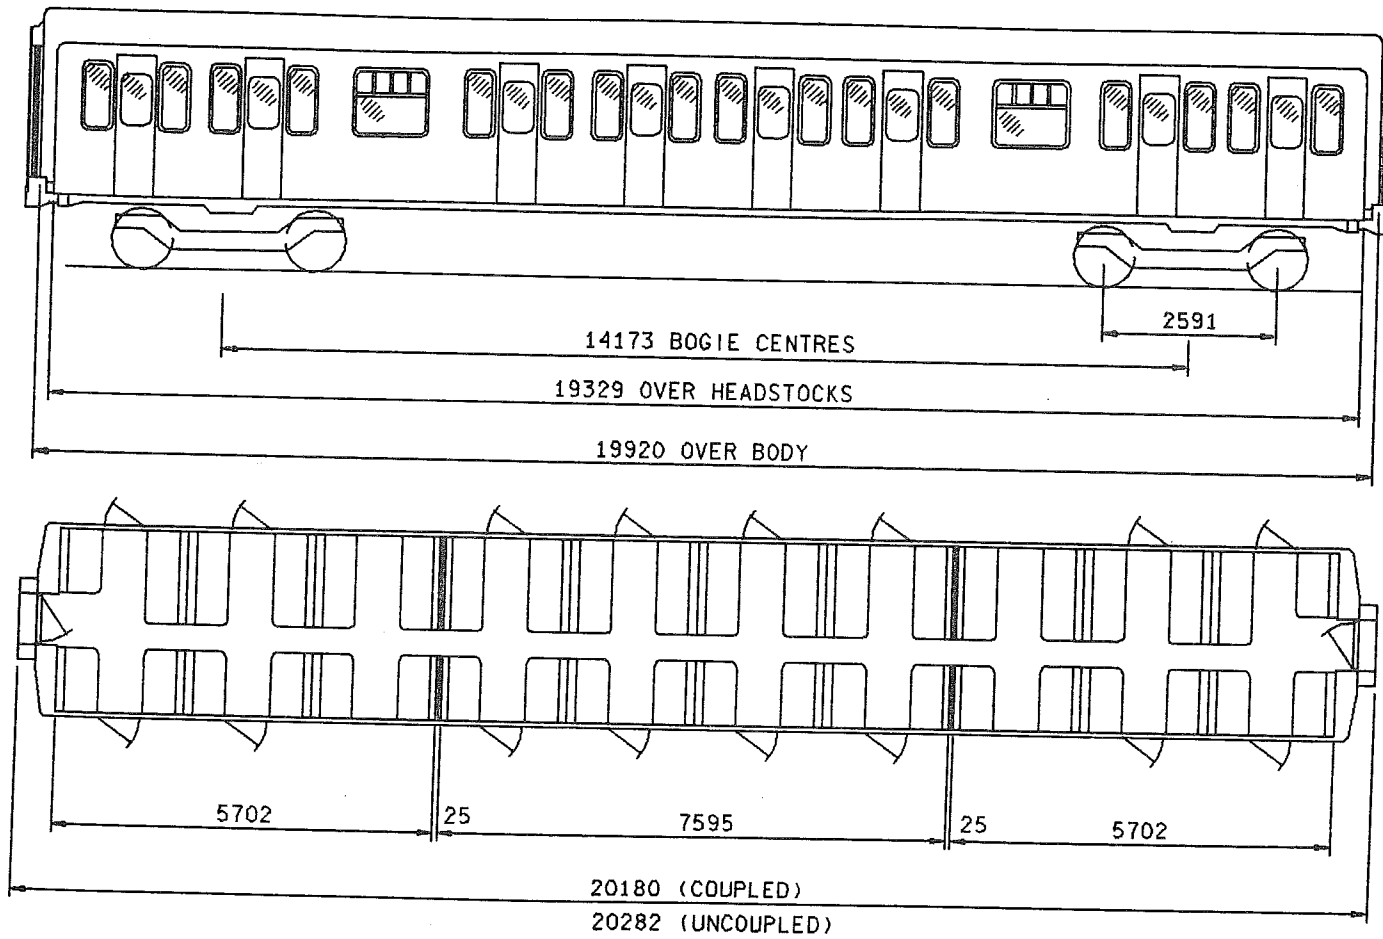 2591
14173 BOGIE CENTRES
19329 OVER HEADSTOCKS
19920 OVER BODY
5702
25
7595
25
5702
20180 (COUPLED)
20282 (UNCOUPLED)